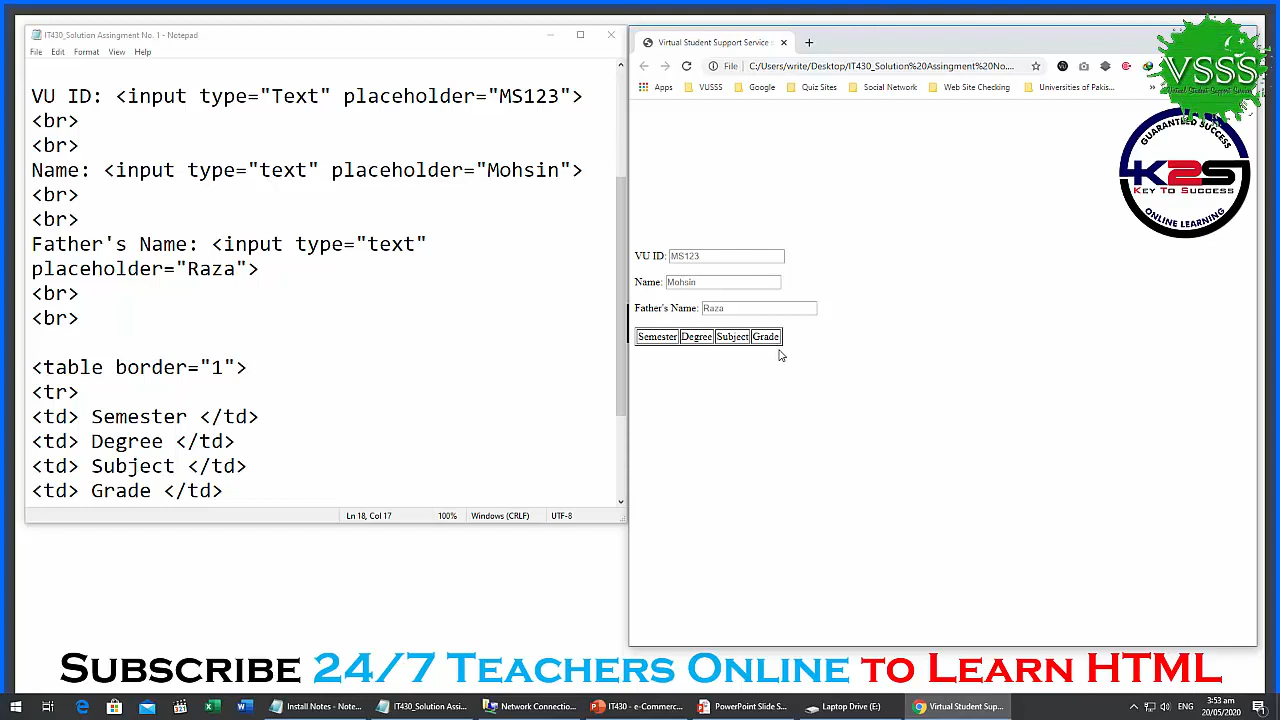 IT430_Solution Assingment No. 1 - Notepad
File Edit Format View Help
VU ID: <input type="Text" placeholder="MS123">
<br>
<br>
Name: <input type="text" placeholder="Mohsin">
<br>
<br>
Father's Name: <input type="text"
placeholder="Raza">
<br>
<br>
<table border="1">
<tr>
<td> Semester </td>
<td> Degree </td>
<td> Subject </td>
<td> Grade </td>
Ln 18, Col 17 100% Windows (CRLF) UTF-8
Virtual Student Support Service :
File C:/Users/write/Desktop/IT430_Solution%20Assingment%20No....
Apps VUSSS Google Quiz Sites Social Network Web Site Checking Universities of Pakis...
VSSS
Virtual Student Support Service
GUARANTEED SUCCESS
K2S
KEY TO SUCCESS
ONLINE LEARNING
VU ID: MS123
Name: Mohsin
Father's Name: Raza
Semester Degree Subject Grade
SUBSCRIBE 24/7 TEACHERS ONLINE TO LEARN HTML
Install Notes - Note... IT430_Solution Assi... Network Connectio... IT430 - e-Commerc... PowerPoint Slide... Laptop Drive (E:) Virtual Student Sup... ENG 3:53 am
20/05/2020